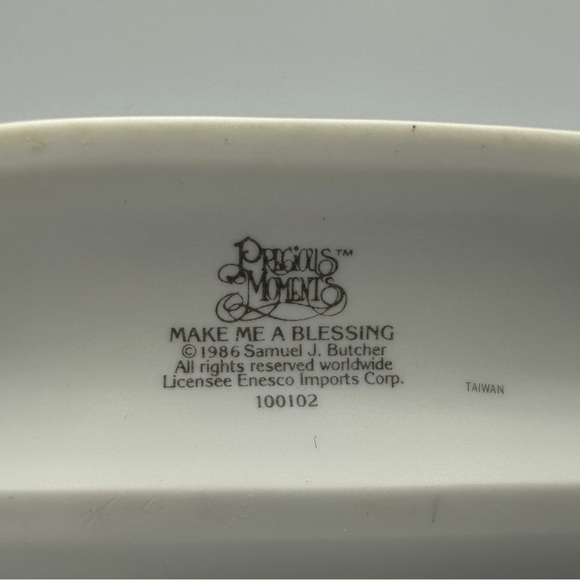 PRECIOUS™
MOMENTS
MAKE ME A BLESSING
©1986 Samuel J. Butcher
All rights reserved worldwide
Licensee Enesco Imports Corp.
100102
TAIWAN